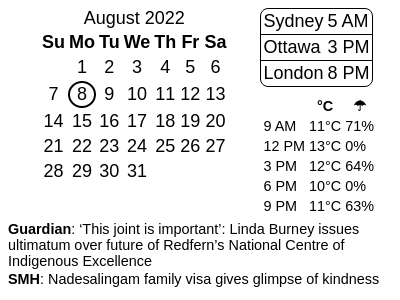 August 2022
Su Mo Tu We Th Fr Sa
1 2 3 4 5 6
7 8 9 10 11 12 13
14 15 16 17 18 19 20
21 22 23 24 25 26 27
28 29 30 31
Sydney 5 AM
Ottawa 3 PM
London 8 PM
°C ☂
9 AM 11°C 71%
12 PM 13°C 0%
3 PM 12°C 64%
6 PM 10°C 0%
9 PM 11°C 63%
Guardian: ‘This joint is important’: Linda Burney issues
ultimatum over future of Redfern’s National Centre of
Indigenous Excellence
SMH: Nadesalingam family visa gives glimpse of kindness